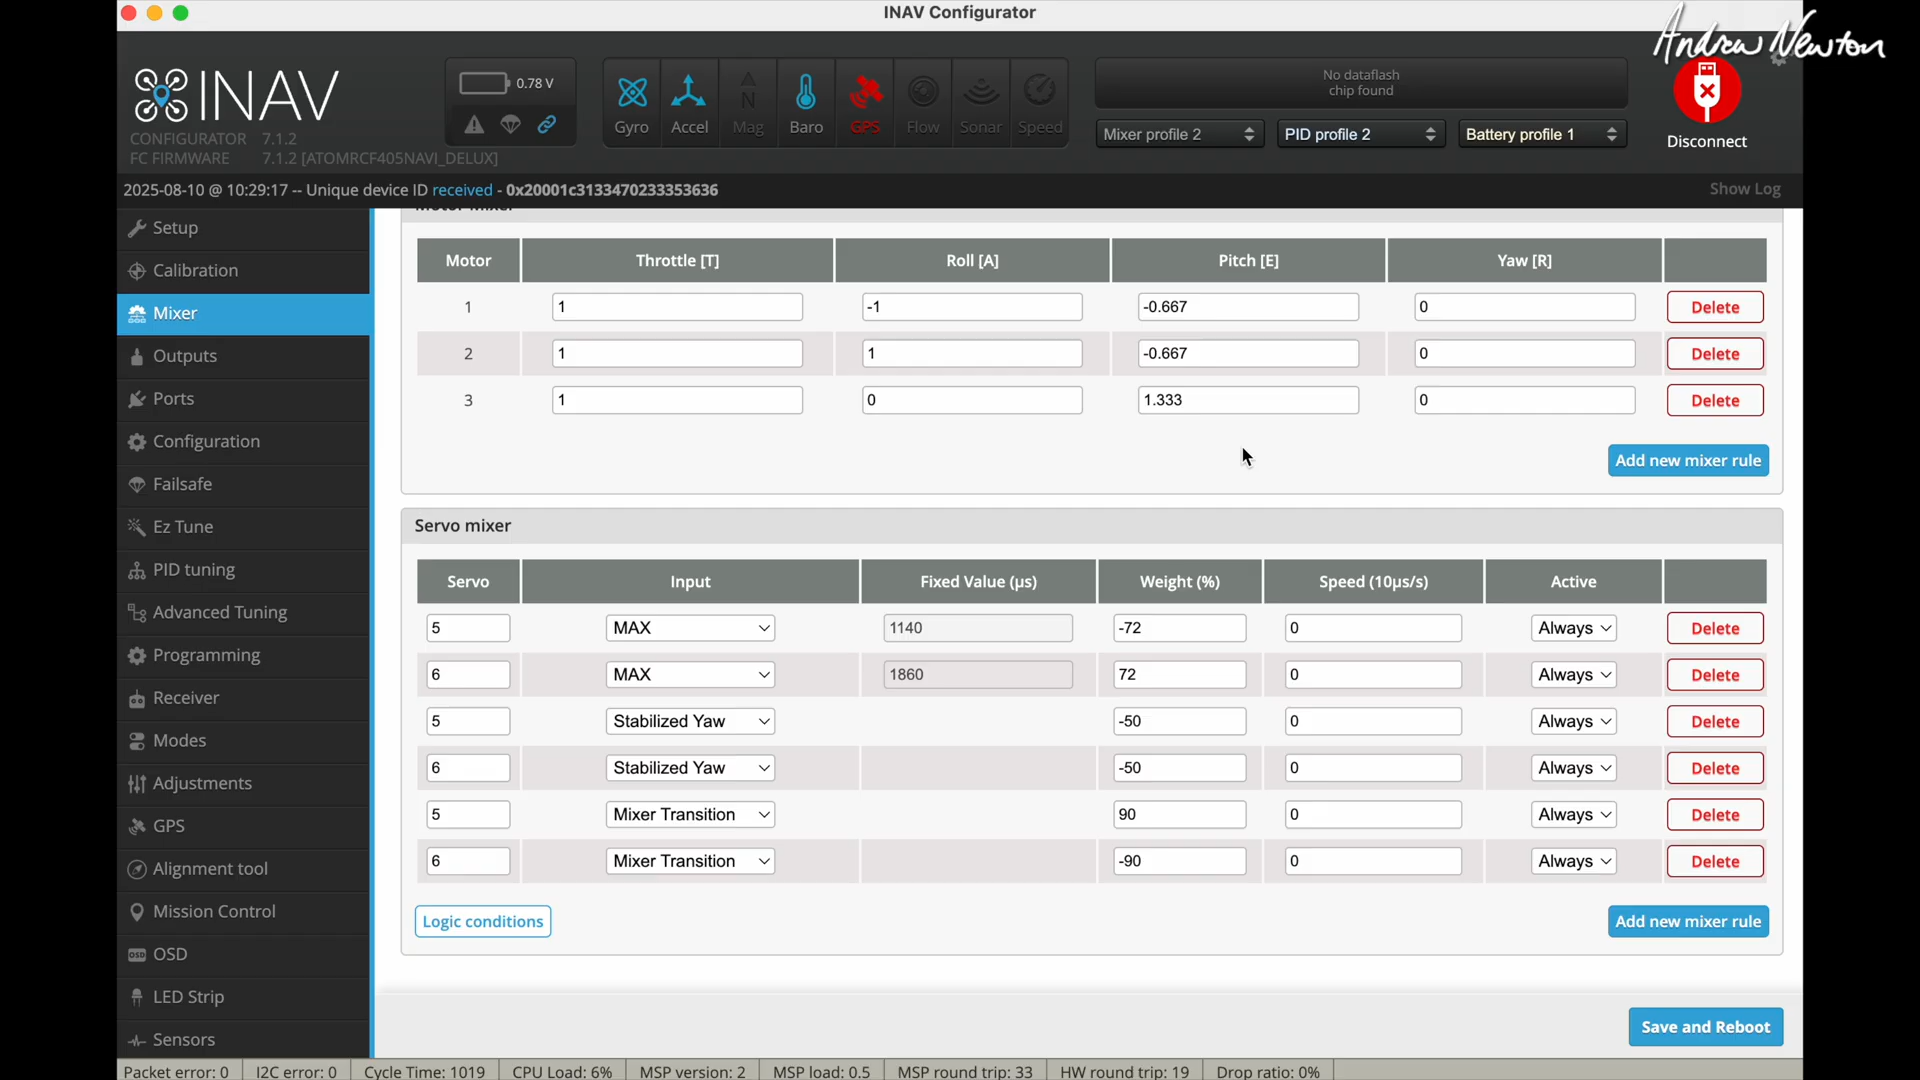 INAV Configurator
Andrew Newton
INAV
CONFIGURATOR 7.1.2
FC FIRMWARE 7.1.2 [ATOMRCF405NAVI_DELUX]
0.78 V
Gyro
Accel
Mag
Baro
GPS
Flow
Sonar
Speed
No dataflash
chip found
Mixer profile 2
PID profile 2
Battery profile 1
Disconnect
2025-08-10 @ 10:29:17 -- Unique device ID received - 0x20001c3133470233353636
Show Log
Setup
Calibration
Mixer
Outputs
Ports
Configuration
Failsafe
Ez Tune
PID tuning
Advanced Tuning
Programming
Receiver
Modes
Adjustments
GPS
Alignment tool
Mission Control
OSD
LED Strip
Sensors
Motor Mixer
Motor Throttle [T] Roll [A] Pitch [E] Yaw [R]
1 1 -1 -0.667 0 Delete
2 1 1 -0.667 0 Delete
3 1 0 1.333 0 Delete
Add new mixer rule
Servo mixer
Servo Input Fixed Value (µs) Weight (%) Speed (10µs/s) Active
5 MAX 1140 -72 0 Always Delete
6 MAX 1860 72 0 Always Delete
5 Stabilized Yaw -50 0 Always Delete
6 Stabilized Yaw -50 0 Always Delete
5 Mixer Transition 90 0 Always Delete
6 Mixer Transition -90 0 Always Delete
Logic conditions
Add new mixer rule
Save and Reboot
Packet error: 0 I2C error: 0 Cycle Time: 1019 CPU Load: 6% MSP version: 2 MSP load: 0.5 MSP round trip: 33 HW round trip: 19 Drop ratio: 0%